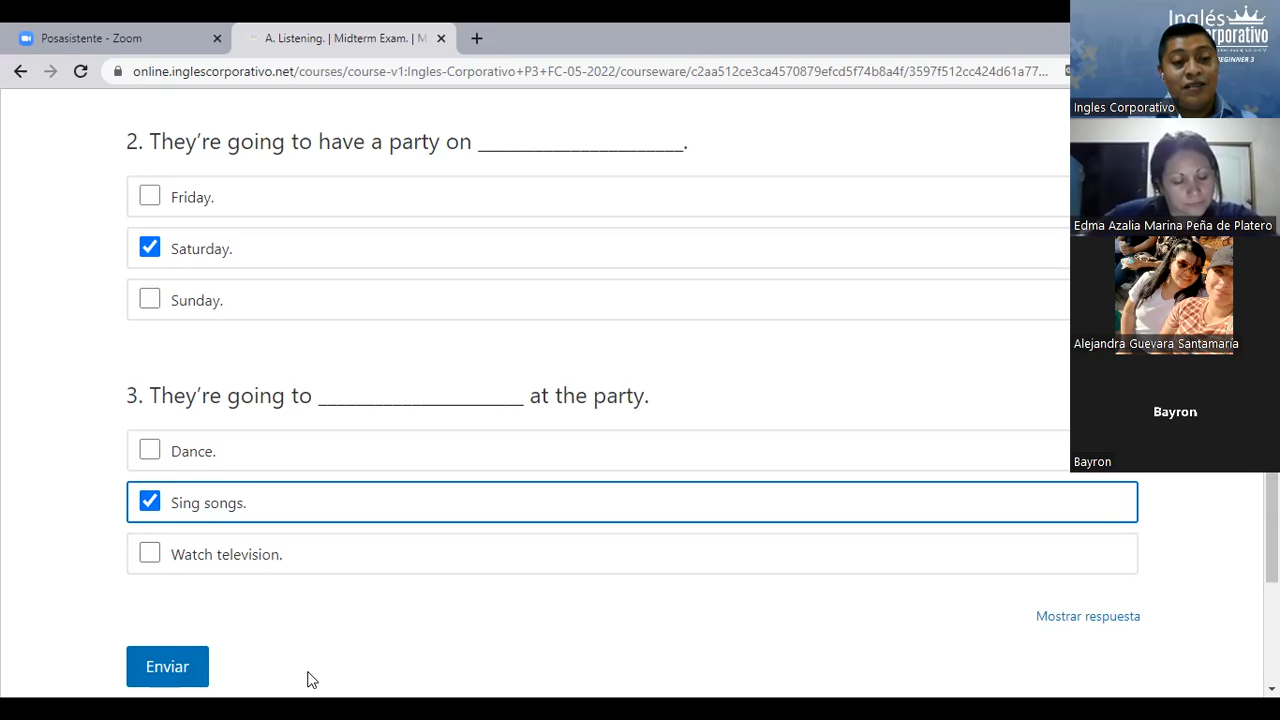 Posasistente - Zoom
A. Listening. | Midterm Exam. | M
online.inglescorporativo.net/courses/course-v1:Ingles-Corporativo+P3+FC-05-2022/courseware/c2aa512ce3ca4570879efcd5f74b8a4f/3597f512cc424d61a77...
2. They’re going to have a party on ____________________.
Friday.
Saturday.
Sunday.
3. They’re going to ____________________ at the party.
Dance.
Sing songs.
Watch television.
Mostrar respuesta
Enviar
Inglés
Corporativo
BEGINNER 3
Ingles Corporativo
Edma Azalia Marina Peña de Platero
Alejandra Guevara Santamaría
Bayron
Bayron